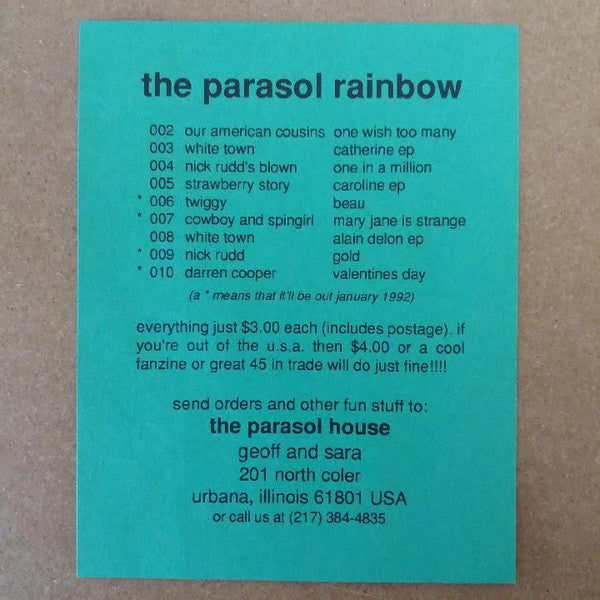 the parasol rainbow
002 our american cousins one wish too many
003 white town catherine ep
004 nick rudd's blown one in a million
005 strawberry story caroline ep
* 006 twiggy beau
* 007 cowboy and spingirl mary jane is strange
008 white town alain delon ep
* 009 nick rudd gold
* 010 darren cooper valentines day
(a * means that it'll be out january 1992)
everything just $3.00 each (includes postage). if
you're out of the u.s.a. then $4.00 or a cool
fanzine or great 45 in trade will do just fine!!!!
send orders and other fun stuff to:
the parasol house
geoff and sara
201 north coler
urbana, illinois 61801 USA
or call us at (217) 384-4835